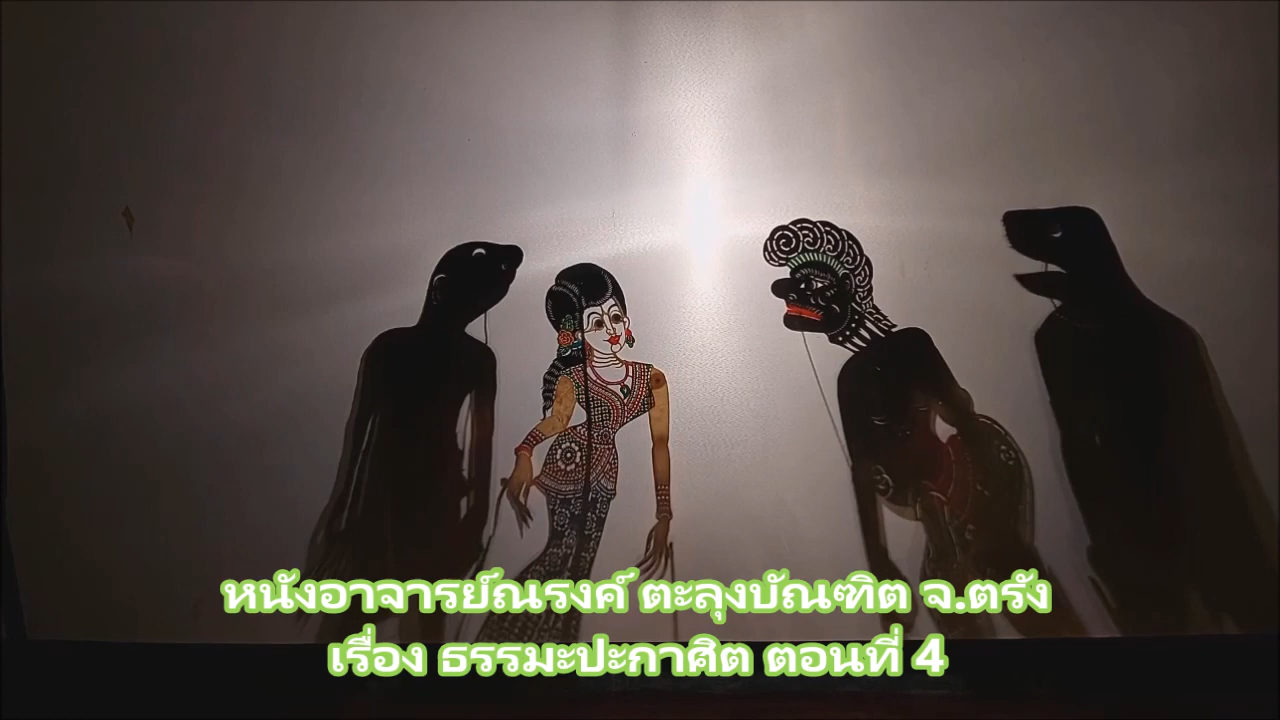 หนังอาจารย์ณรงค์ ตะลุงบัณฑิต จ.ตรัง
เรื่อง ธรรมะปะกาศิต ตอนที่ 4